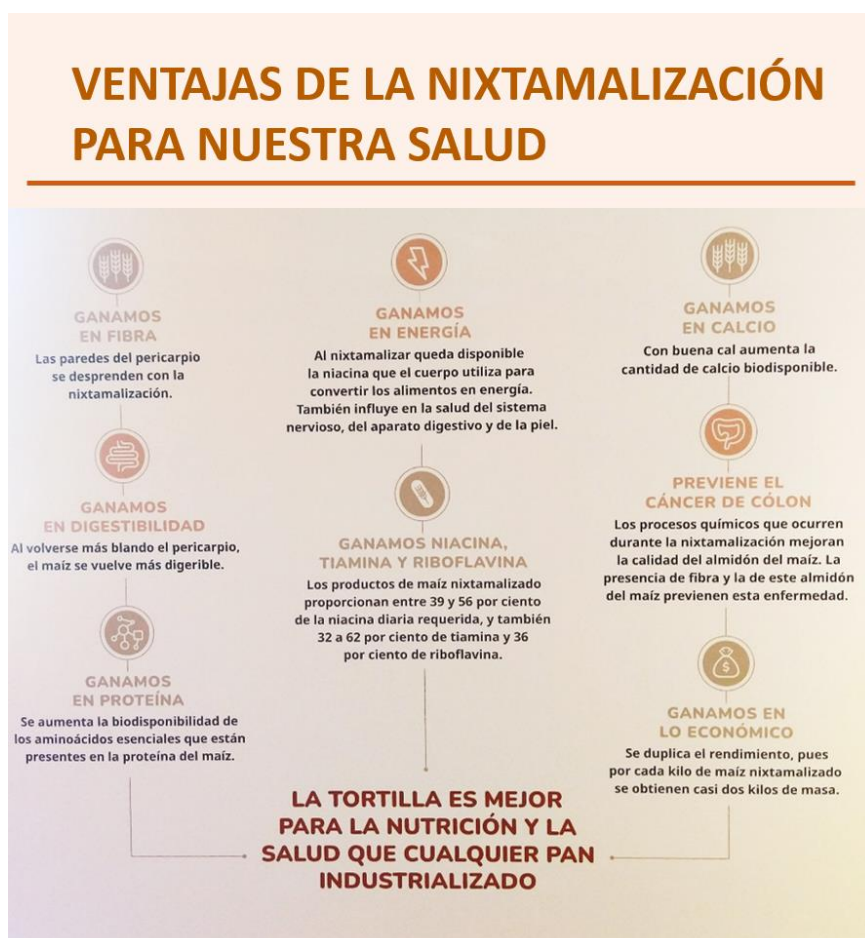 VENTAJAS DE LA NIXTAMALIZACIÓN
PARA NUESTRA SALUD
GANAMOS
EN FIBRA
Las paredes del pericarpio
se desprenden con la
nixtamalización.
GANAMOS
EN DIGESTIBILIDAD
Al volverse más blando el pericarpio,
el maíz se vuelve más digerible.
GANAMOS
EN PROTEÍNA
Se aumenta la biodisponibilidad de
los aminoácidos esenciales que están
presentes en la proteína del maíz.
GANAMOS
EN ENERGÍA
Al nixtamalizar queda disponible
la niacina que el cuerpo utiliza para
convertir los alimentos en energía.
También influye en la salud del sistema
nervioso, del aparato digestivo y de la piel.
GANAMOS NIACINA,
TIAMINA Y RIBOFLAVINA
Los productos de maíz nixtamalizado
proporcionan entre 39 y 56 por ciento
de la niacina diaria requerida, y también
32 a 62 por ciento de tiamina y 36
por ciento de riboflavina.
GANAMOS
EN CALCIO
Con buena cal aumenta la
cantidad de calcio biodisponible.
PREVIENE EL
CÁNCER DE CÓLON
Los procesos químicos que ocurren
durante la nixtamalización mejoran
la calidad del almidón del maíz. La
presencia de fibra y la de este almidón
del maíz previenen esta enfermedad.
$
GANAMOS EN
LO ECONÓMICO
Se duplica el rendimiento, pues
por cada kilo de maíz nixtamalizado
se obtienen casi dos kilos de masa.
LA TORTILLA ES MEJOR
PARA LA NUTRICIÓN Y LA
SALUD QUE CUALQUIER PAN
INDUSTRIALIZADO